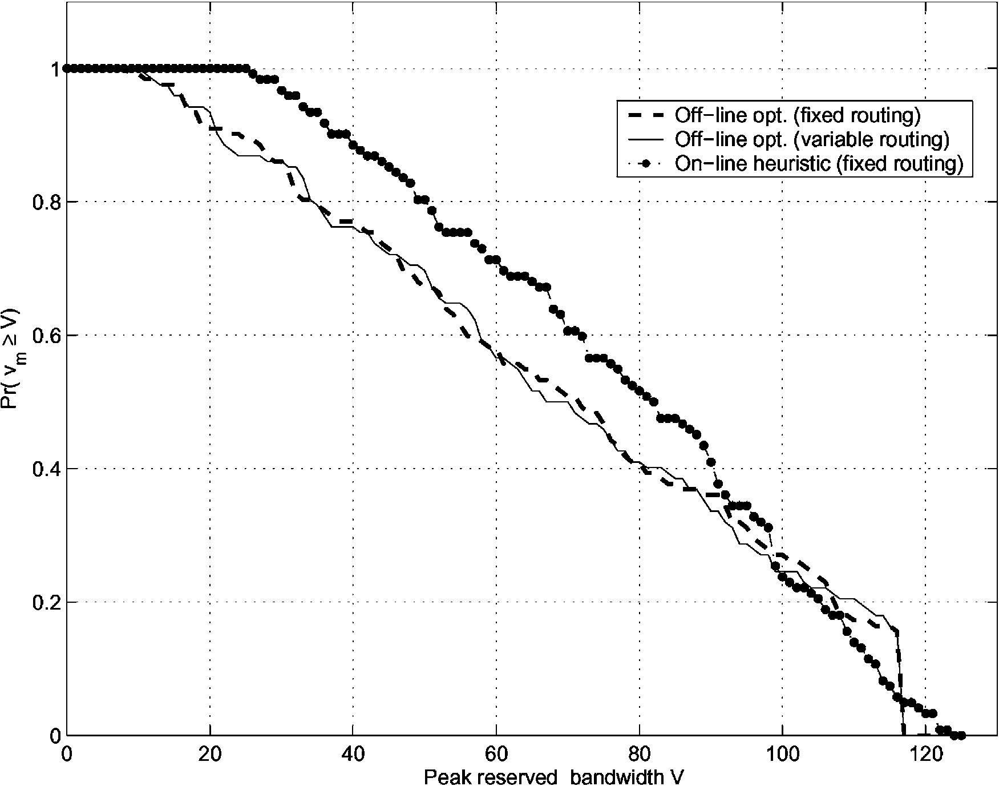 1
0.8
0.6
0.4
0.2
0
Pr( vm ≥ V)
Off−line opt. (fixed routing)
Off−line opt. (variable routing)
On−line heuristic (fixed routing)
0 20 40 60 80 100 120
Peak reserved bandwidth V